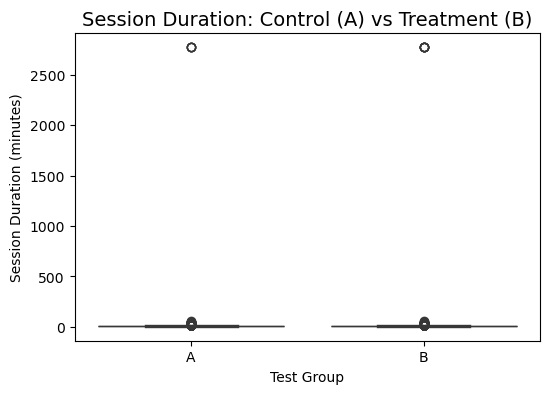 Session Duration: Control (A) vs Treatment (B)
Session Duration (minutes)
2500
2000
1500
1000
500
0
A B
Test Group